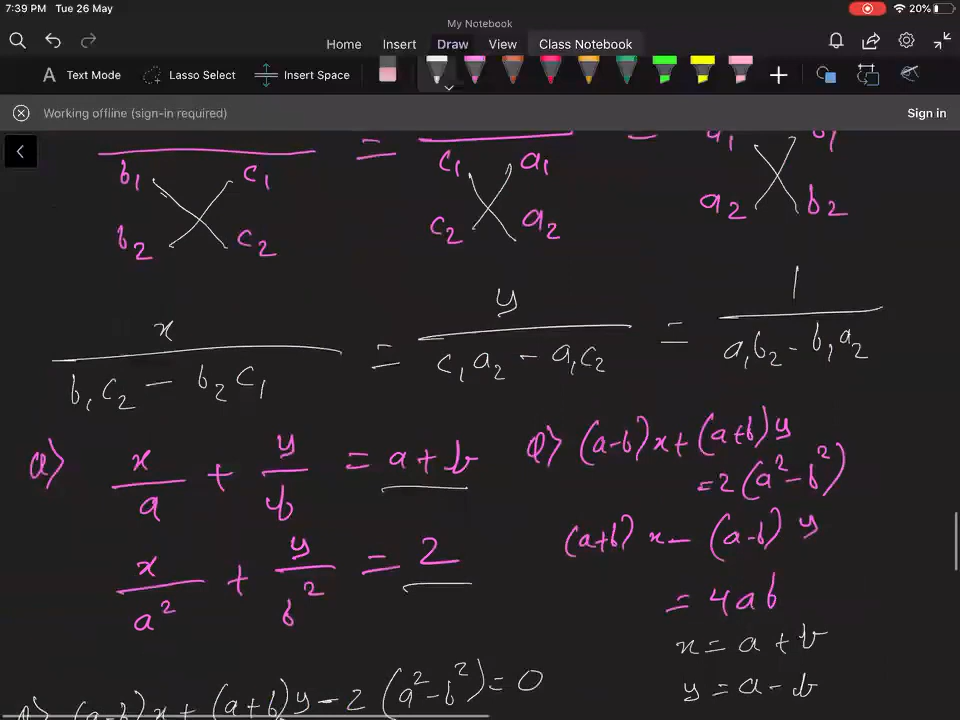 7:39 PM Tue 26 May
20%
My Notebook
Home Insert Draw View Class Notebook
Text Mode Lasso Select Insert Space
Working offline (sign-in required) Sign in
= =
b₁ c₁ c₁ a₁ a₁ b₁
b₂ c₂ c₂ a₂ a₂ b₂
x/(b₁c₂ - b₂c₁) = y/(c₁a₂ - a₁c₂) = 1/(a₁b₂ - b₁a₂)
Q> x/a + y/b = a + b
x/a² + y/b² = 2
Q> (a-b)x + (a+b)y
= 2(a²-b²)
(a+b)x - (a-b)y
= 4ab
x = a + b
y = a - b
(a-b)x + (a+b)y - 2(a²-b²) = 0